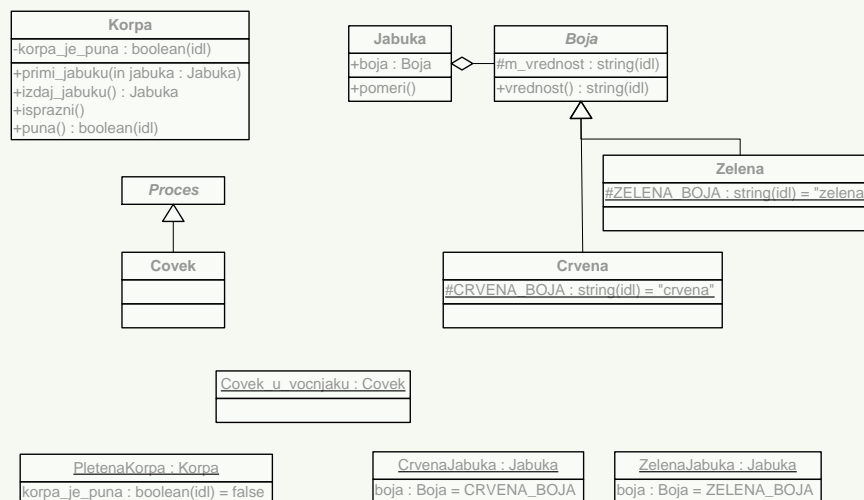 Korpa
-korpa_je_puna : boolean(idl)
+primi_jabuku(in jabuka : Jabuka)
+izdaj_jabuku() : Jabuka
+isprazni()
+puna() : boolean(idl)
Jabuka
+boja : Boja
+pomeri()
Boja
#m_vrednost : string(idl)
+vrednost() : string(idl)
Zelena
#ZELENA_BOJA : string(idl) = "zelena
Proces
Covek
Crvena
#CRVENA_BOJA : string(idl) = "crvena"
Covek_u_vocnjaku : Covek
PletenaKorpa : Korpa
korpa_je_puna : boolean(idl) = false
CrvenaJabuka : Jabuka
boja : Boja = CRVENA_BOJA
ZelenaJabuka : Jabuka
boja : Boja = ZELENA_BOJA